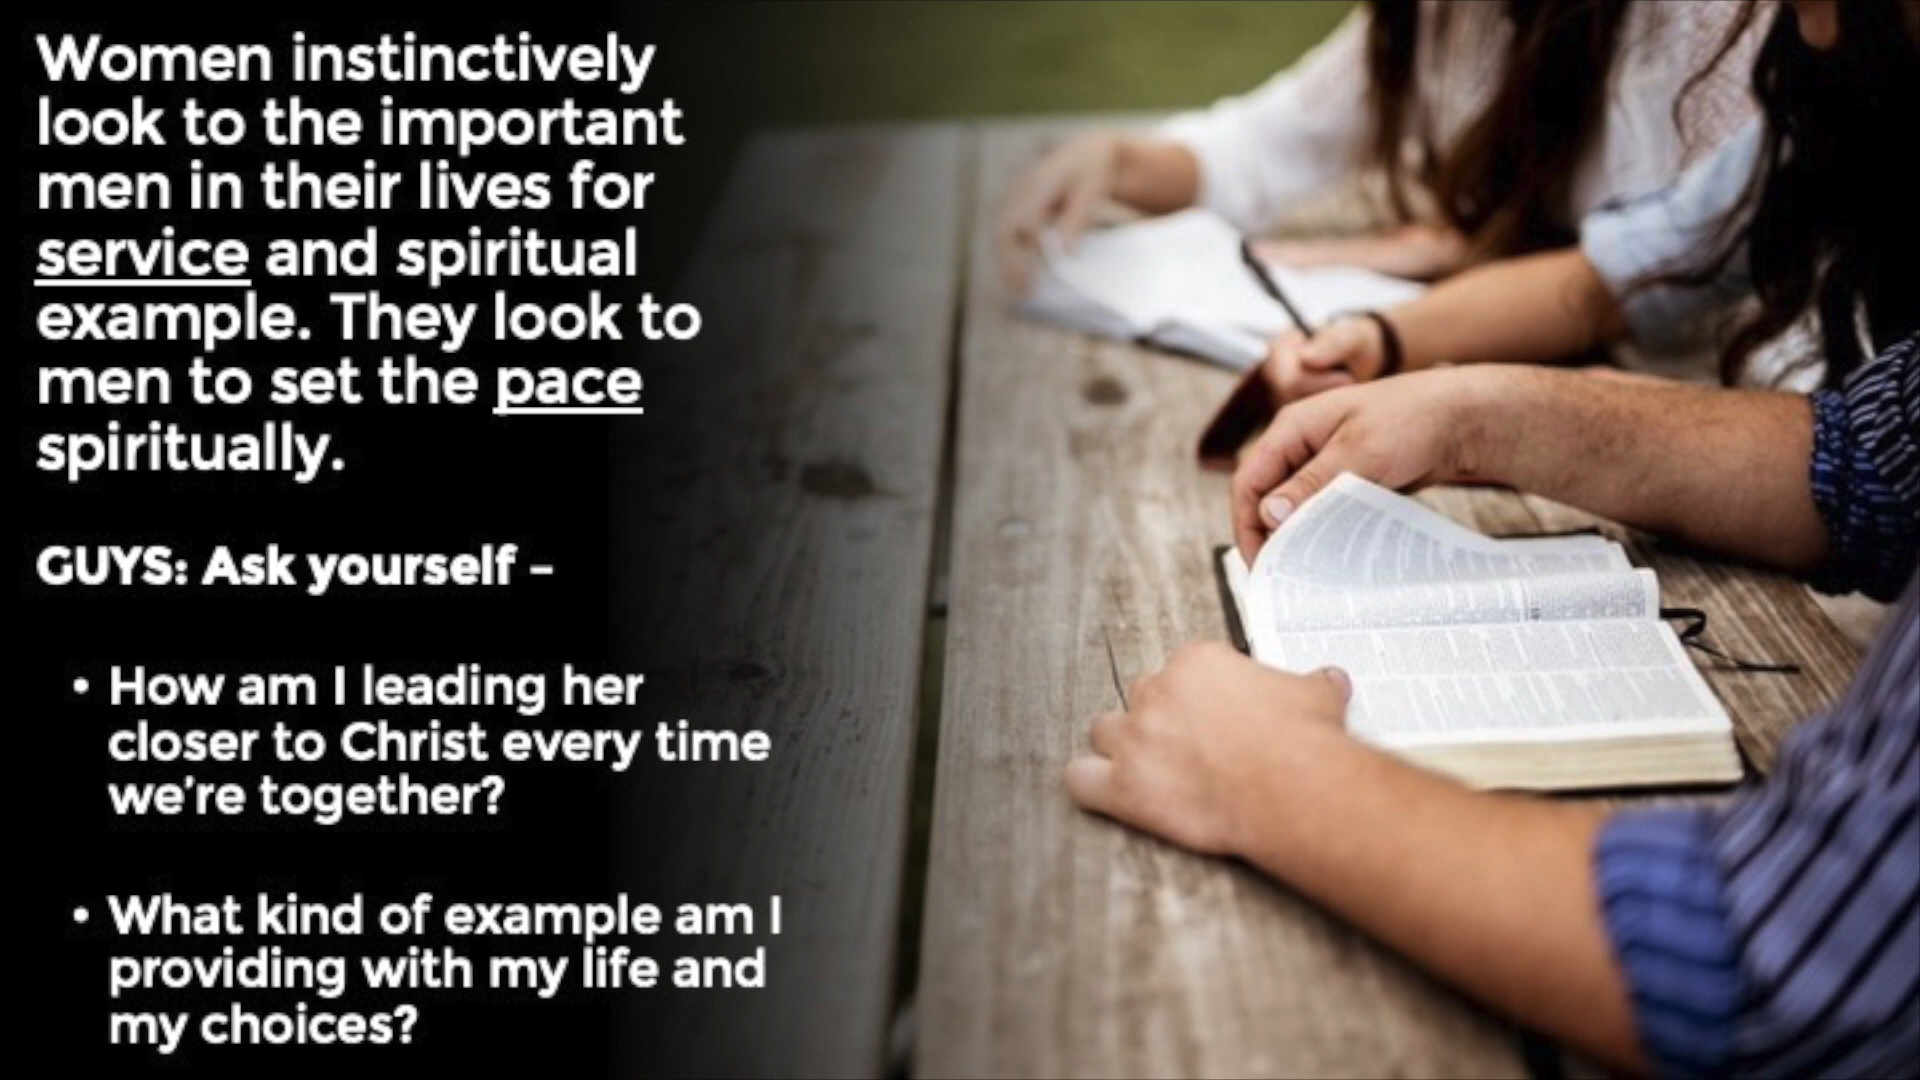 Women instinctively
look to the important
men in their lives for
service and spiritual
example. They look to
men to set the pace
spiritually.
GUYS: Ask yourself –
• How am I leading her
closer to Christ every time
we're together?
• What kind of example am I
providing with my life and
my choices?